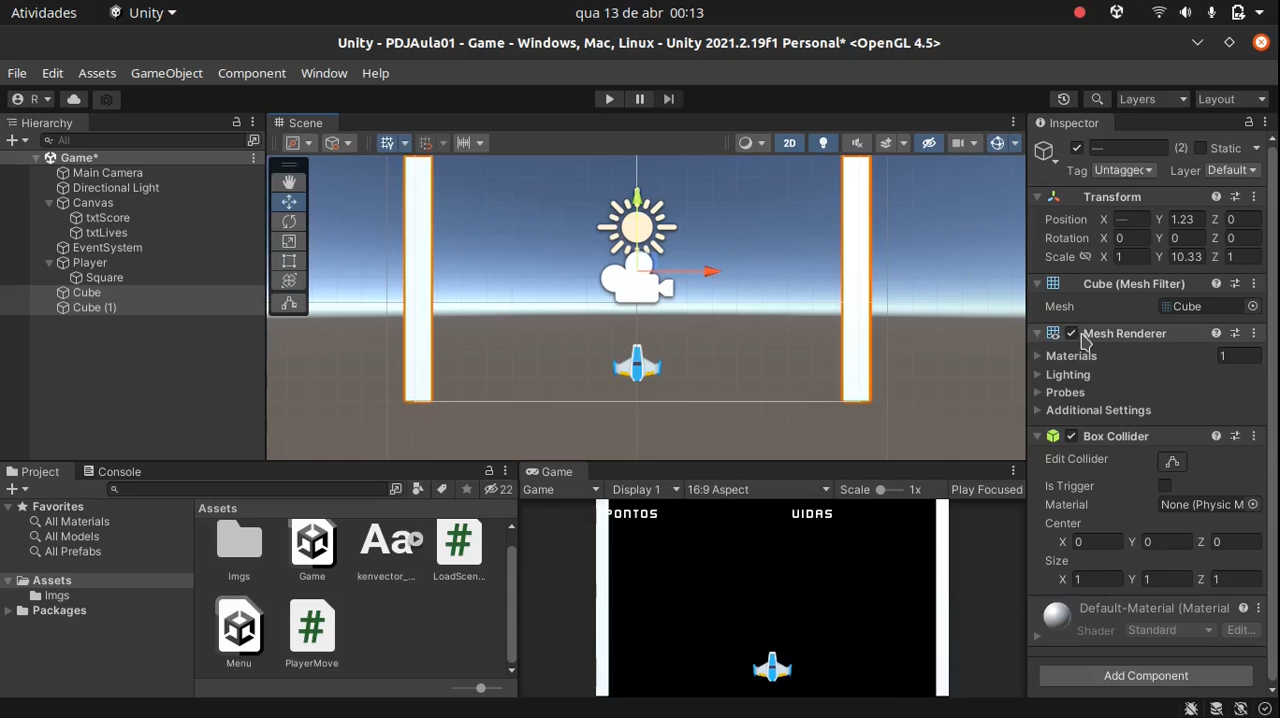 Atividades Unity qua 13 de abr 00:13
Unity - PDJAula01 - Game - Windows, Mac, Linux - Unity 2021.2.19f1 Personal* <OpenGL 4.5>
File Edit Assets GameObject Component Window Help
R Layers Layout
Hierarchy
All
Game*
Main Camera
Directional Light
Canvas
txtScore
txtLives
EventSystem
Player
Square
Cube
Cube (1)
Scene
2D
Inspector
— (2) Static
Tag Untagged Layer Default
Transform
Position X — Y 1.23 Z 0
Rotation X 0 Y 0 Z 0
Scale X 1 Y 10.33 Z 1
Cube (Mesh Filter)
Mesh Cube
Mesh Renderer
Materials 1
Lighting
Probes
Additional Settings
Box Collider
Edit Collider
Is Trigger
Material None (Physic M
Center
X 0 Y 0 Z 0
Size
X 1 Y 1 Z 1
Default-Material (Material
Shader Standard Edit...
Add Component
Project Console
22
Favorites
All Materials
All Models
All Prefabs
Assets
Imgs
Packages
Assets
Imgs
Game
Aa
kenvector_...
#
LoadScen...
Menu
#
PlayerMove
Game
Game Display 1 16:9 Aspect Scale 1x Play Focused
PONTOS VIDAS